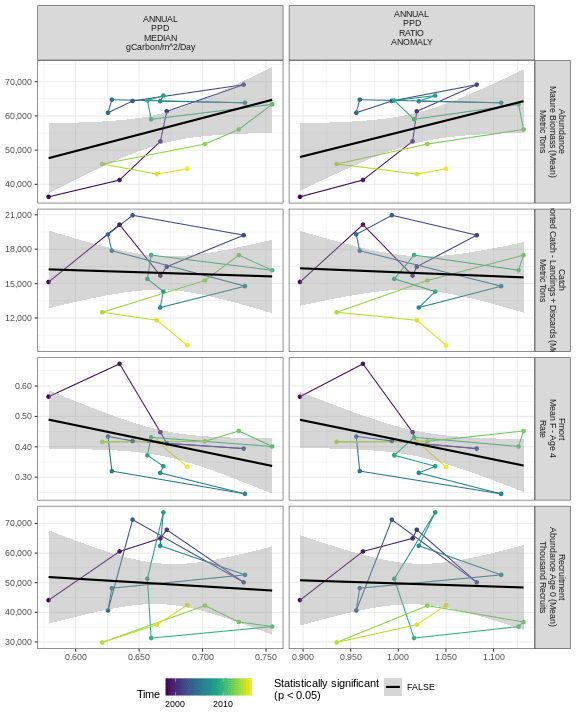 ANNUAL
PPD
MEDIAN
gCarbon/m^2/Day
ANNUAL
PPD
RATIO
ANOMALY
70,000
60,000
50,000
40,000
Abundance
Mature Biomass (Mean)
Metric Tons
21,000
18,000
15,000
12,000
Catch
orted Catch - Landings + Discards (M
Metric Tons
0.60
0.50
0.40
0.30
Fmort
Mean F - Age 4
Rate
70,000
60,000
50,000
40,000
30,000
Recruitment
Abundance Age 0 (Mean)
Thousand Recruits
0.600 0.650 0.700 0.750
0.900 0.950 1.000 1.050 1.100
Time
2000 2010
Statistically significant
(p < 0.05)
FALSE